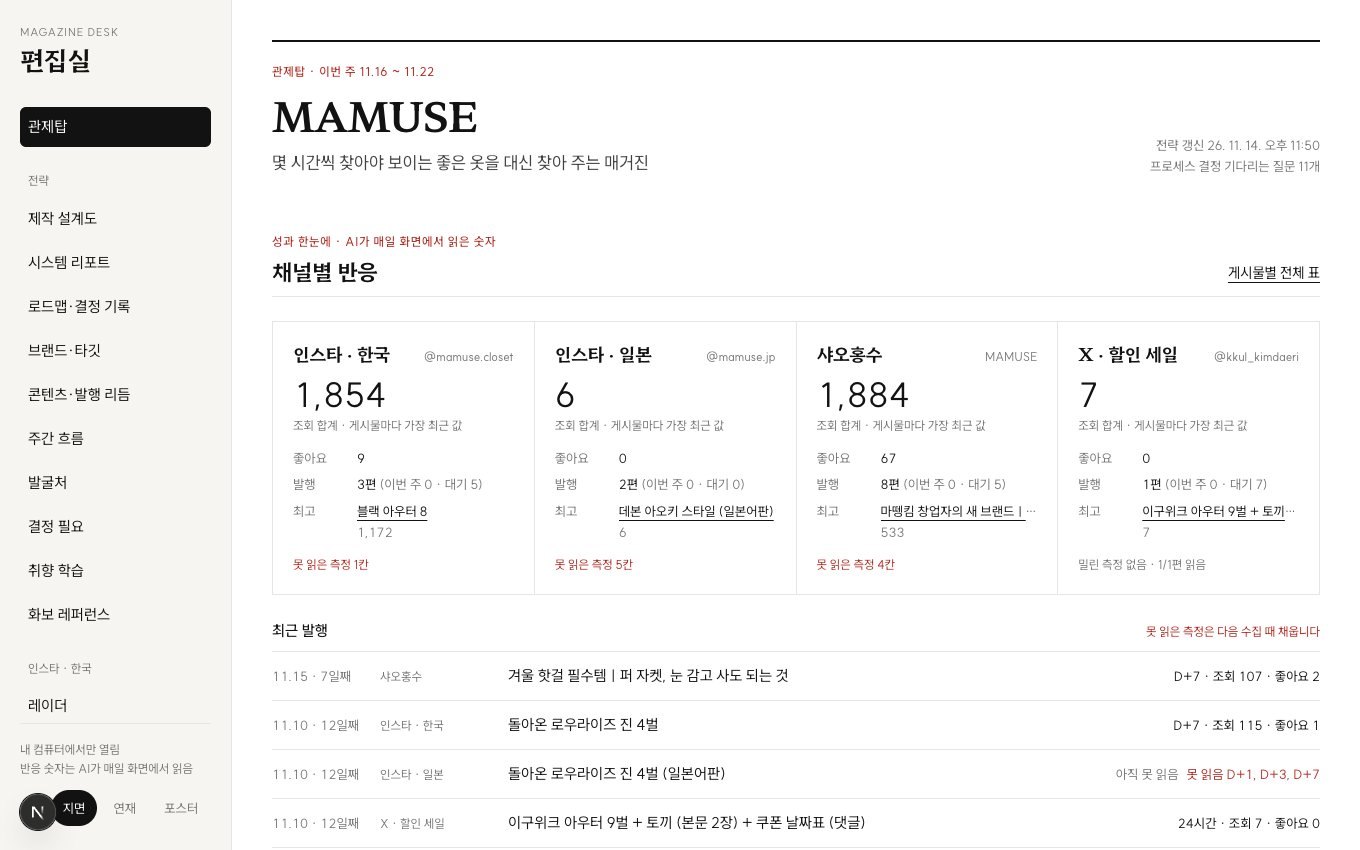 MAGAZINE DESK
편집실
관제탑
전략
제작 설계도
시스템 리포트
로드맵·결정 기록
브랜드·타깃
콘텐츠·발행 리듬
주간 흐름
발굴처
결정 필요
취향 학습
화보 레퍼런스
인스타 · 한국
레이더
내 컴퓨터에서만 열림
반응 숫자는 AI가 매일 화면에서 읽음
N 지면 연재 포스터
관제탑 · 이번 주 11.16 ~ 11.22
MAMUSE
몇 시간씩 찾아야 보이는 좋은 옷을 대신 찾아 주는 매거진
전략 갱신 26. 11. 14. 오후 11:50
프로세스 결정 기다리는 질문 11개
성과 한눈에 · AI가 매일 화면에서 읽은 숫자
채널별 반응
게시물별 전체 표
인스타 · 한국 @mamuse.closet
1,854
조회 합계 · 게시물마다 가장 최근 값
좋아요 9
발행 3편 (이번 주 0 · 대기 5)
최고 블랙 아우터 8
1,172
못 읽은 측정 1칸
인스타 · 일본 @mamuse.jp
6
조회 합계 · 게시물마다 가장 최근 값
좋아요 0
발행 2편 (이번 주 0 · 대기 0)
최고 데본 아오키 스타일 (일본어판)
6
못 읽은 측정 5칸
샤오홍수 MAMUSE
1,884
조회 합계 · 게시물마다 가장 최근 값
좋아요 67
발행 8편 (이번 주 0 · 대기 5)
최고 마뗑킴 창업자의 새 브랜드 | …
533
못 읽은 측정 4칸
X · 할인 세일 @kkul_kimdaeri
7
조회 합계 · 게시물마다 가장 최근 값
좋아요 0
발행 1편 (이번 주 0 · 대기 7)
최고 이구위크 아우터 9벌 + 토끼…
7
밀린 측정 없음 · 1/1편 읽음
최근 발행
못 읽은 측정은 다음 수집 때 채웁니다
11.15 · 7일째 샤오홍수 겨울 핫걸 필수템 | 퍼 자켓, 눈 감고 사도 되는 것 D+7 · 조회 107 · 좋아요 2
11.10 · 12일째 인스타 · 한국 돌아온 로우라이즈 진 4벌 D+7 · 조회 115 · 좋아요 1
11.10 · 12일째 인스타 · 일본 돌아온 로우라이즈 진 4벌 (일본어판) 아직 못 읽음 못 읽음 D+1, D+3, D+7
11.10 · 12일째 X · 할인 세일 이구위크 아우터 9벌 + 토끼 (본문 2장) + 쿠폰 날짜표 (댓글) 24시간 · 조회 7 · 좋아요 0